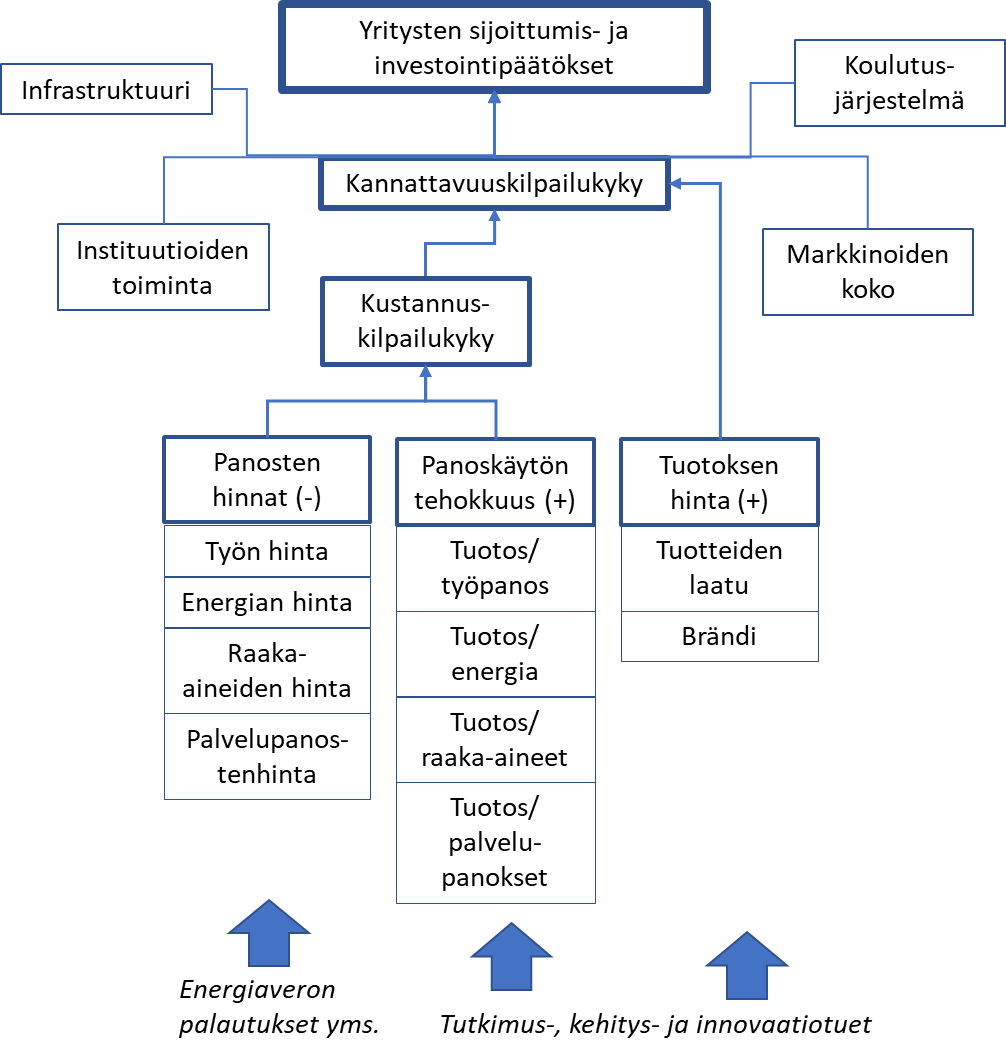 Yritysten sijoittumis- ja
investointipäätökset
Infrastruktuuri
Koulutus-
järjestelmä
Kannattavuuskilpailukyky
Instituutioiden
toiminta
Markkinoiden
koko
Kustannus-
kilpailukyky
Panosten
hinnat (-)
Työn hinta
Energian hinta
Raaka-
aineiden hinta
Palvelupanos-
tenhinta
Panoskäytön
tehokkuus (+)
Tuotos/
työpanos
Tuotos/
energia
Tuotos/
raaka-aineet
Tuotos/
palvelu-
panokset
Tuotoksen
hinta (+)
Tuotteiden
laatu
Brändi
Energiaveron
palautukset yms.
Tutkimus-, kehitys- ja innovaatiotuet